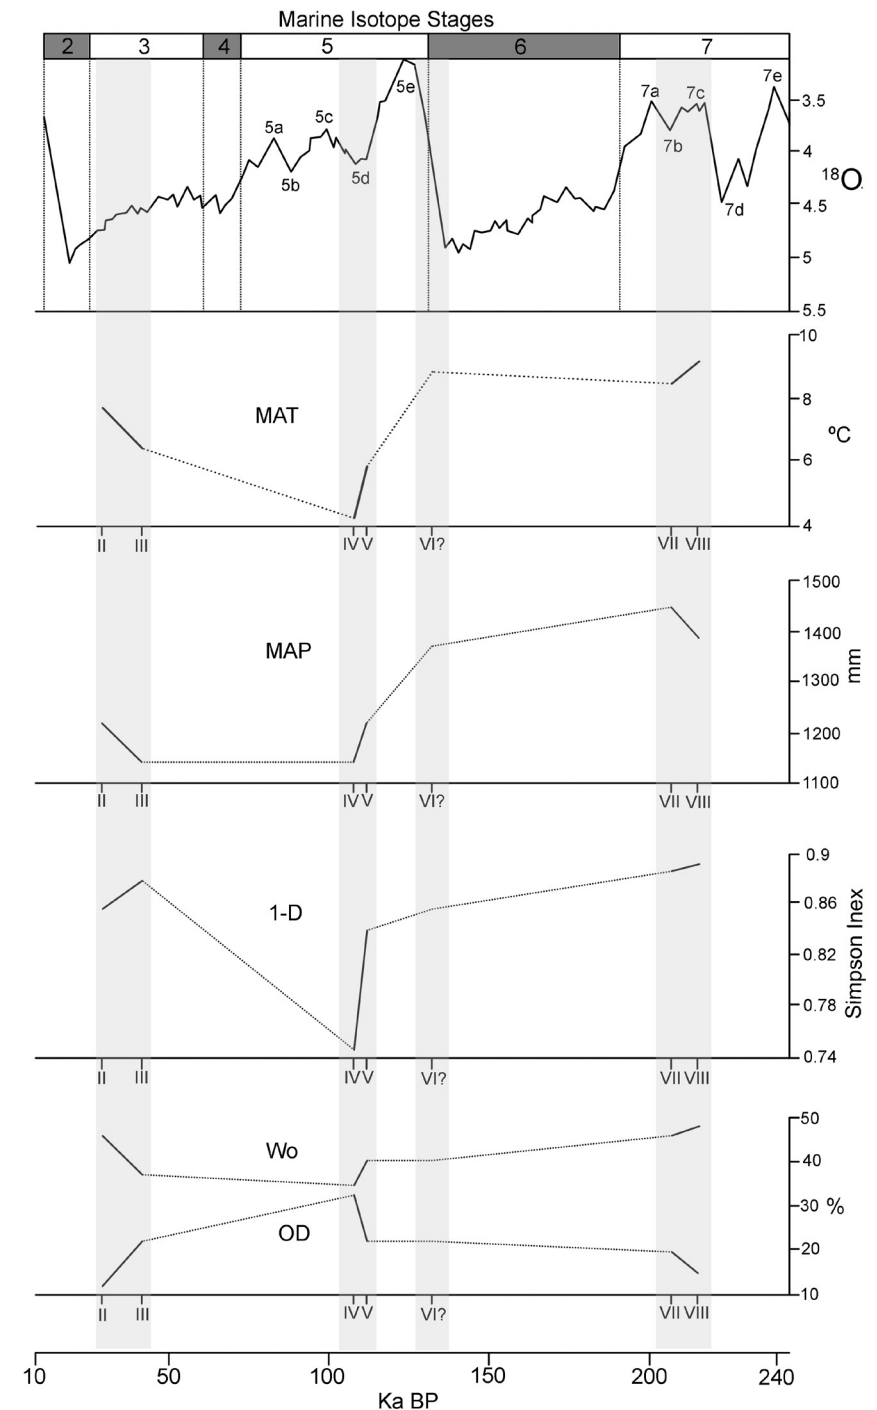 Marine Isotope Stages
2 3 4 5 6 7
5a 5b 5c 5d 5e 7a 7b 7c 7d 7e
3.5
4
4.5
5
5.5
18O
MAT
10
8
6
4
ºC
II III IV V VI? VII VIII
MAP
1500
1400
1300
1200
1100
mm
II III IV V VI? VII VIII
1-D
0.9
0.86
0.82
0.78
0.74
Simpson Inex
II III IV V VI? VII VIII
Wo
OD
50
40
30
20
10
%
II III IV V VI? VII VIII
10 50 100 150 200 240
Ka BP